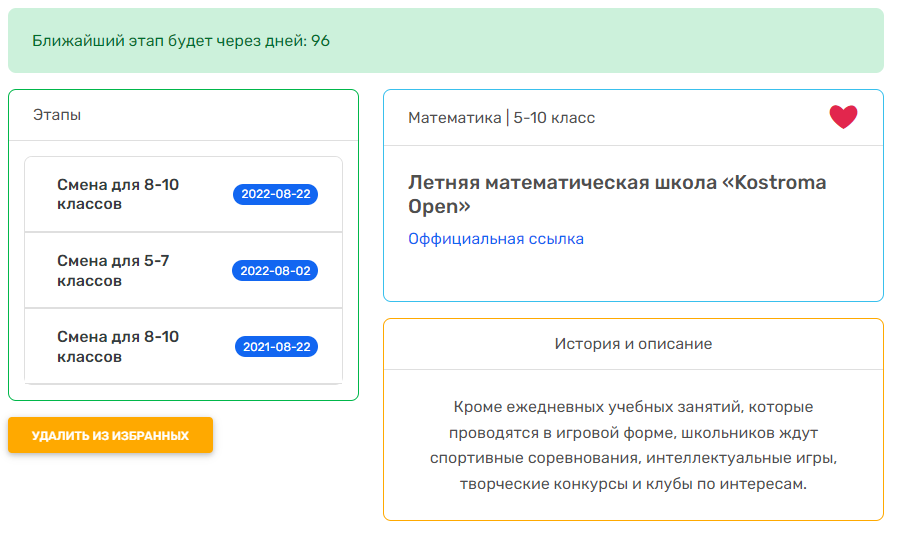 Ближайший этап будет через дней: 96
Этапы
Смена для 8-10
классов
2022-08-22
Смена для 5-7
классов
2022-08-02
Смена для 8-10
классов
2021-08-22
УДАЛИТЬ ИЗ ИЗБРАННЫХ
Математика | 5-10 класс
Летняя математическая школа «Kostroma
Open»
Оффициальная ссылка
История и описание
Кроме ежедневных учебных занятий, которые
проводятся в игровой форме, школьников ждут
спортивные соревнования, интеллектуальные игры,
творческие конкурсы и клубы по интересам.